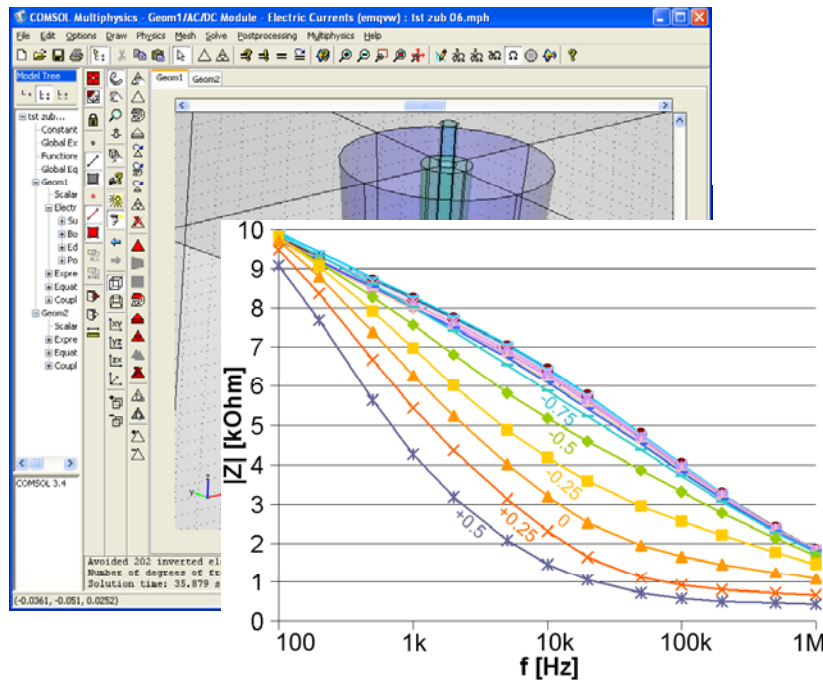 COMSOL Multiphysics - Geom1/AC/DC Module - Electric Currents (emqvw) : tst zub 06.mph
File Edit Options Draw Physics Mesh Solve Postprocessing Multiphysics Help
Model Tree
Geom1 Geom2
tst zub...
Constant
Global Ex
Function
Global Eq
Geom1
Scalar
Electr
Su
Bo
Ed
Po
Expre
Equat
Coupl
Geom2
Scalar
Expre
Equat
Coupl
COMSOL 3.4
y z
Avoided 202 inverted el
Number of degrees of fr
Solution time: 35.879 s
(-0.0361, -0.051, 0.0252)
|Z| [kOhm]
10
9
8
7
6
5
4
3
2
1
0
-0.75
-0.5
-0.25
0
+0.25
+0.5
100 1k 10k 100k 1M
f [Hz]